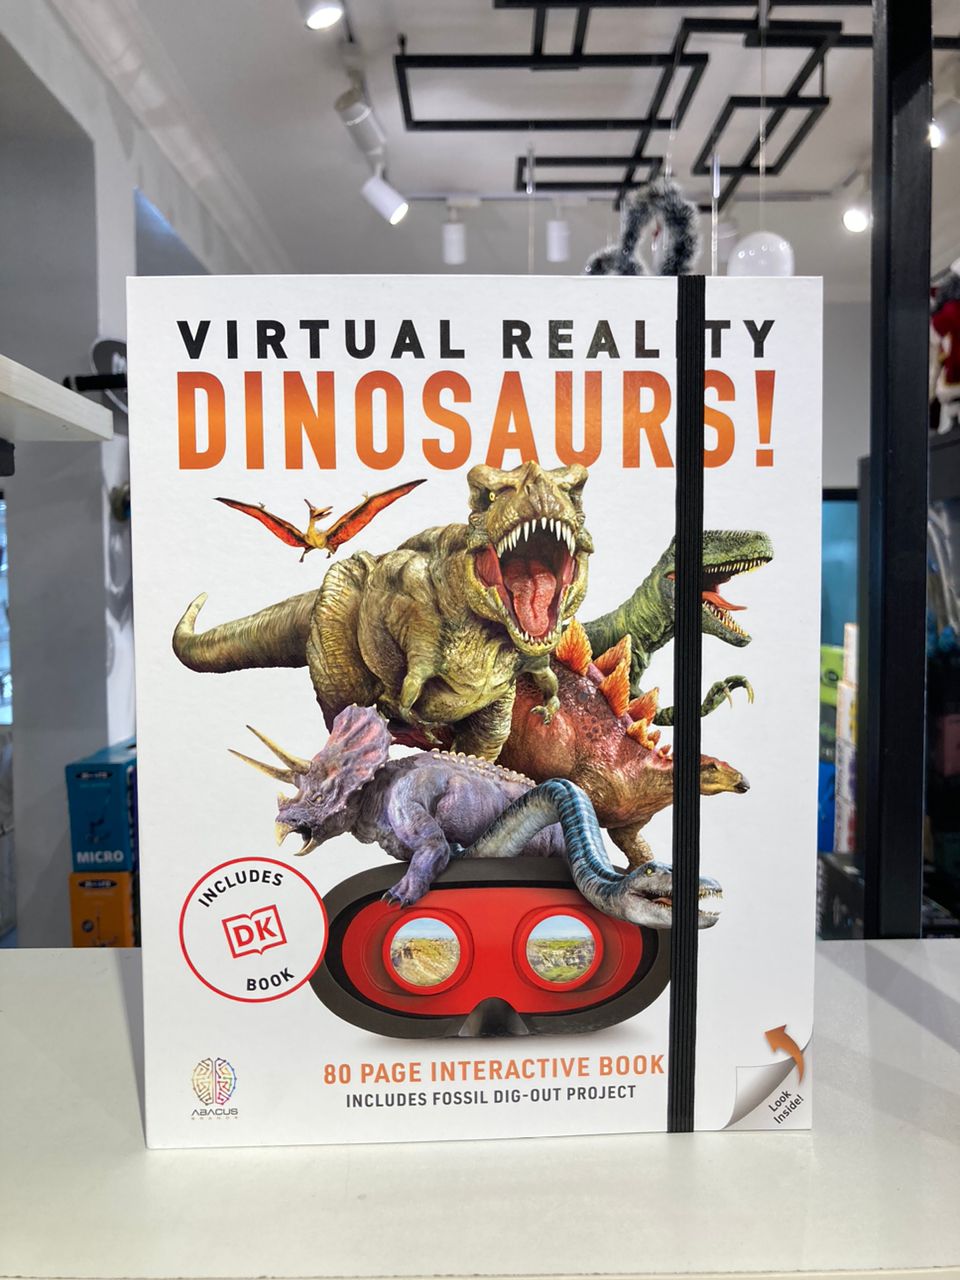 VIRTUAL REALITY
DINOSAURS!
INCLUDES
DK
BOOK
80 PAGE INTERACTIVE BOOK
INCLUDES FOSSIL DIG-OUT PROJECT
ABACUS
BRANDS
Look
Inside!
MICRO